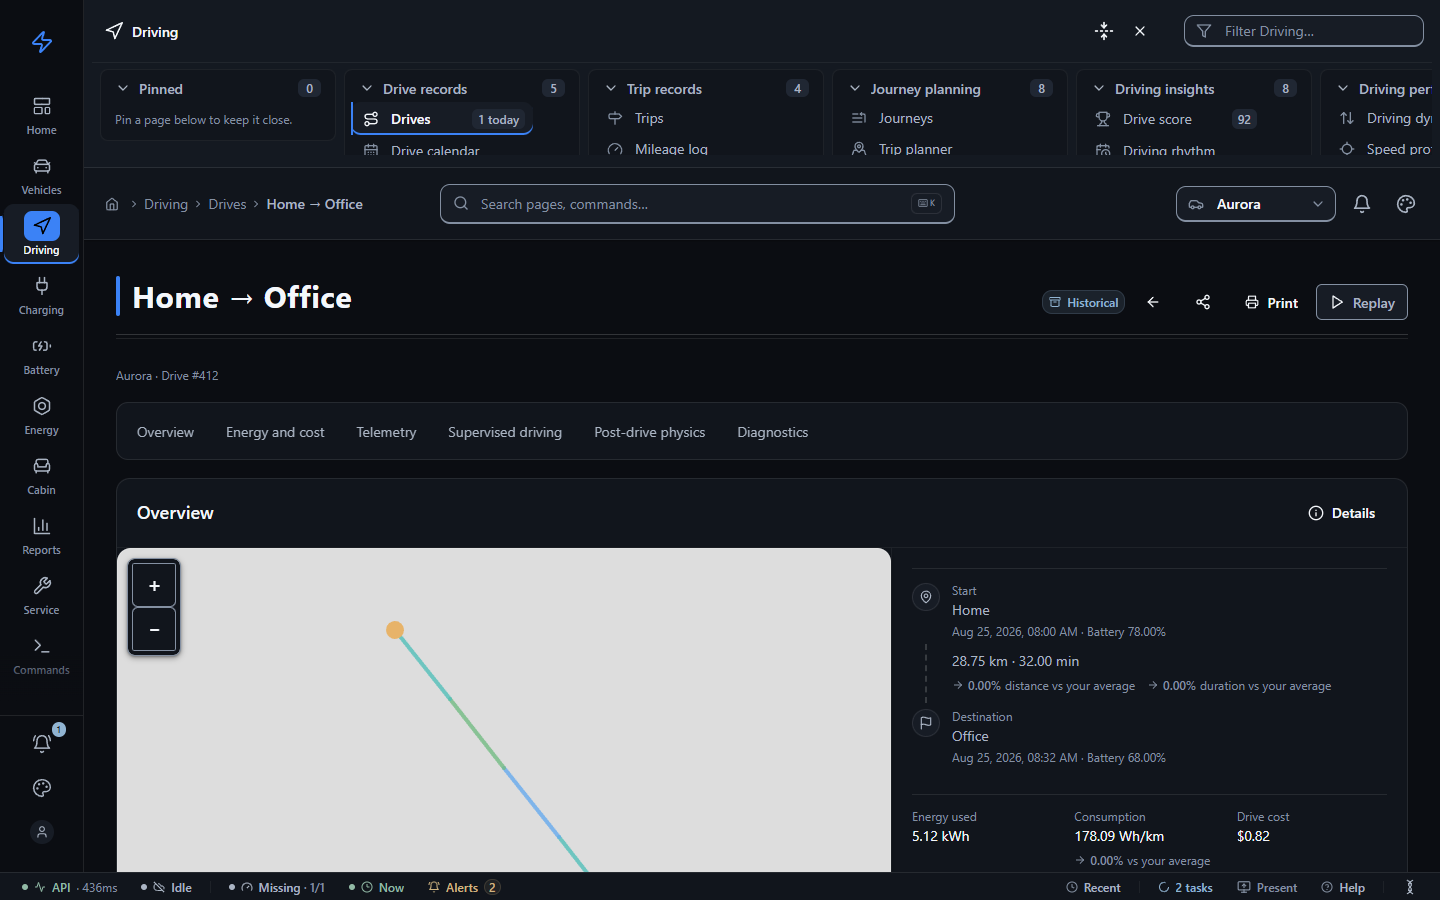 Driving
Filter Driving...
Pinned 0
Pin a page below to keep it close.
Drive records 5
Drives 1 today
Drive calendar
Trip records 4
Trips
Mileage log
Journey planning 8
Journeys
Trip planner
Driving insights 8
Drive score 92
Driving rhythm
Driving per
Driving dy
Speed pro
Home
Vehicles
Driving
Charging
Battery
Energy
Cabin
Reports
Service
Commands
1
Driving > Drives > Home → Office
Search pages, commands...
K
Aurora
Home → Office
Historical
Print
Replay
Aurora · Drive #412
Overview
Energy and cost
Telemetry
Supervised driving
Post-drive physics
Diagnostics
Overview
Details
+
−
Start
Home
Aug 25, 2026, 08:00 AM · Battery 78.00%
28.75 km · 32.00 min
→ 0.00% distance vs your average → 0.00% duration vs your average
Destination
Office
Aug 25, 2026, 08:32 AM · Battery 68.00%
Energy used
5.12 kWh
Consumption
178.09 Wh/km
→ 0.00% vs your average
Drive cost
$0.82
API · 436ms
Idle
Missing · 1/1
Now
Alerts 2
Recent
2 tasks
Present
Help